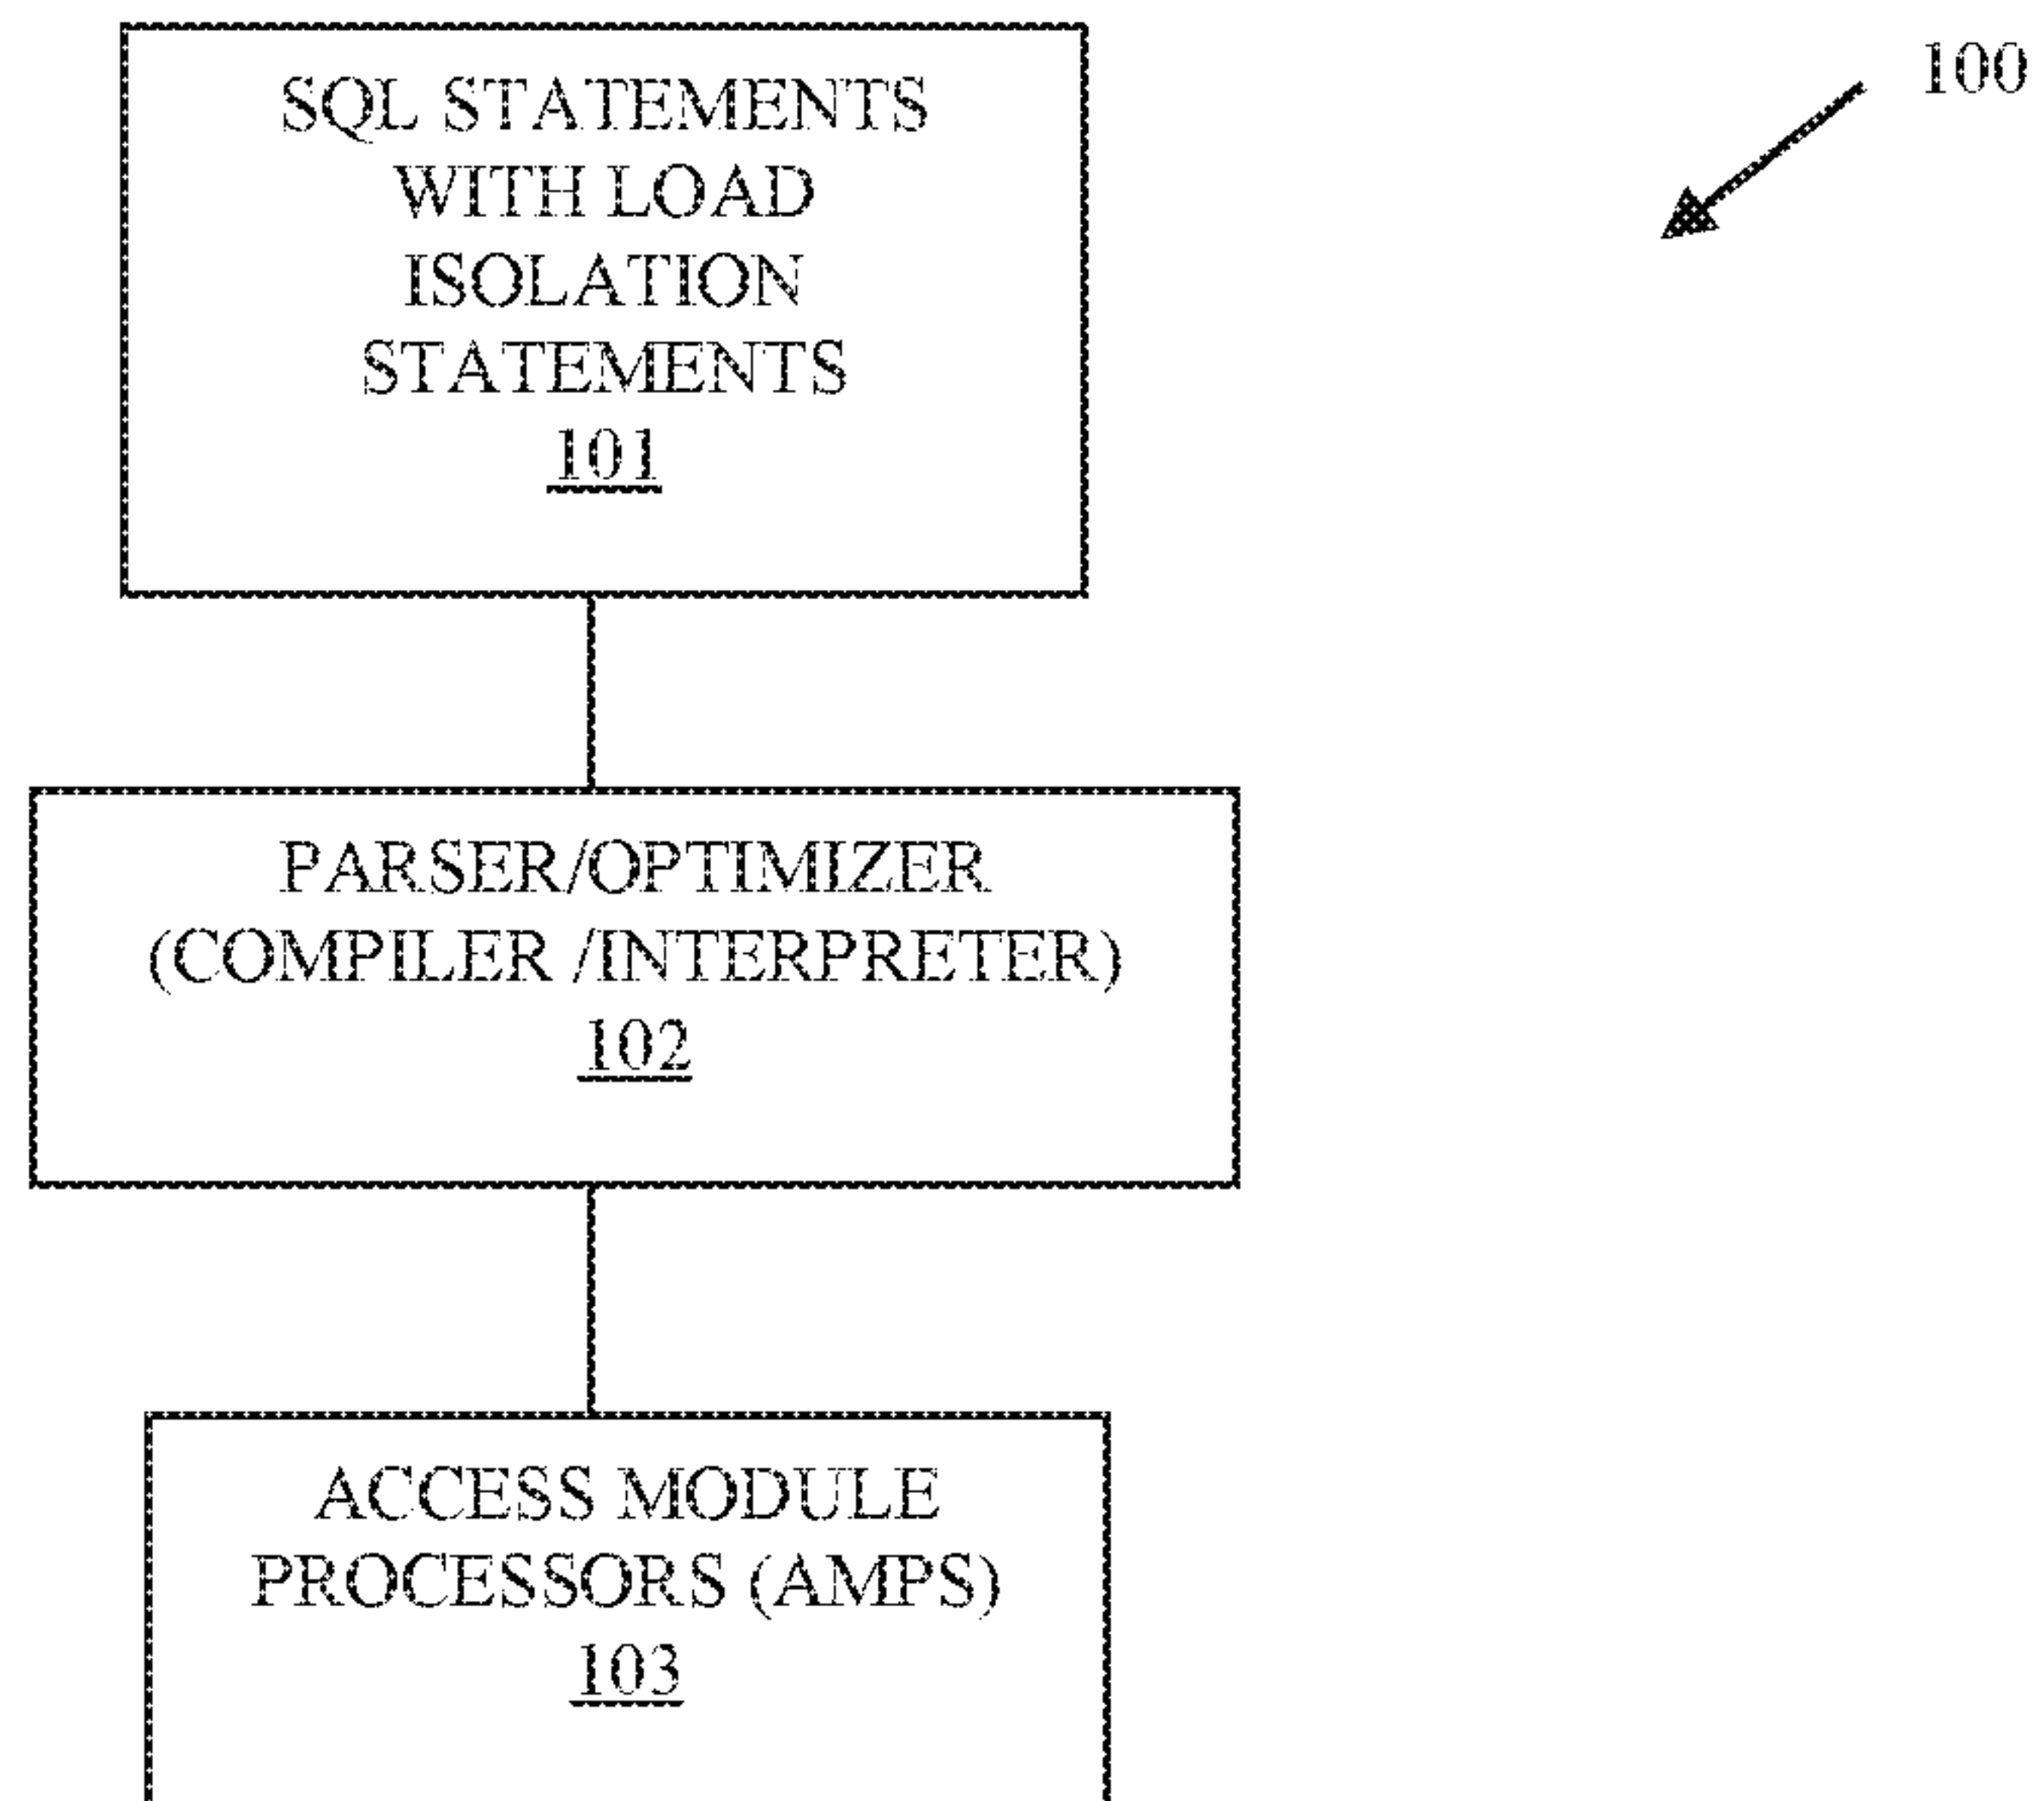 100
SQL STATEMENTS
WITH LOAD
ISOLATION
STATEMENTS
101
PARSER/OPTIMIZER
(COMPILER /INTERPRETER)
102
ACCESS MODULE
PROCESSORS (AMPS)
103